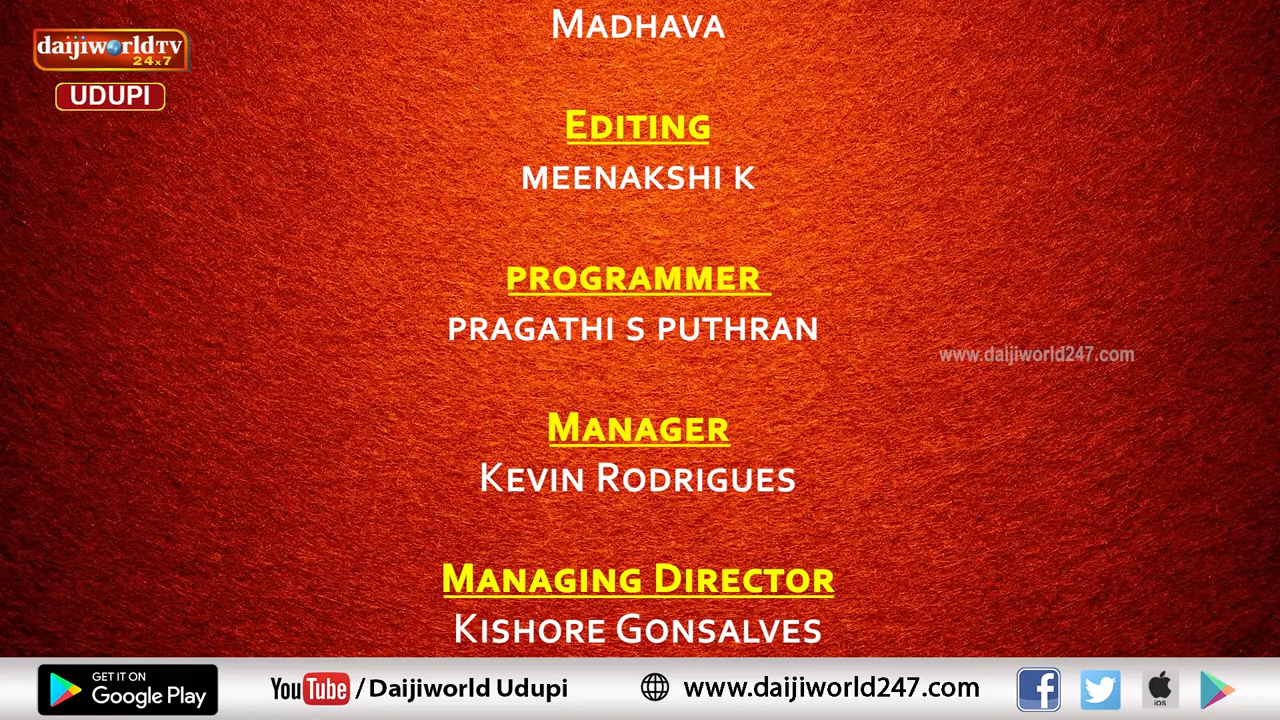 MADHAVA
daijiworldTV
24x7
UDUPI
EDITING
MEENAKSHI K
PROGRAMMER
PRAGATHI S PUTHRAN
www.daijiworld247.com
MANAGER
KEVIN RODRIGUES
MANAGING DIRECTOR
KISHORE GONSALVES
GET IT ON
Google Play
YouTube / Daijiworld Udupi
www.daijiworld247.com
f
iOS